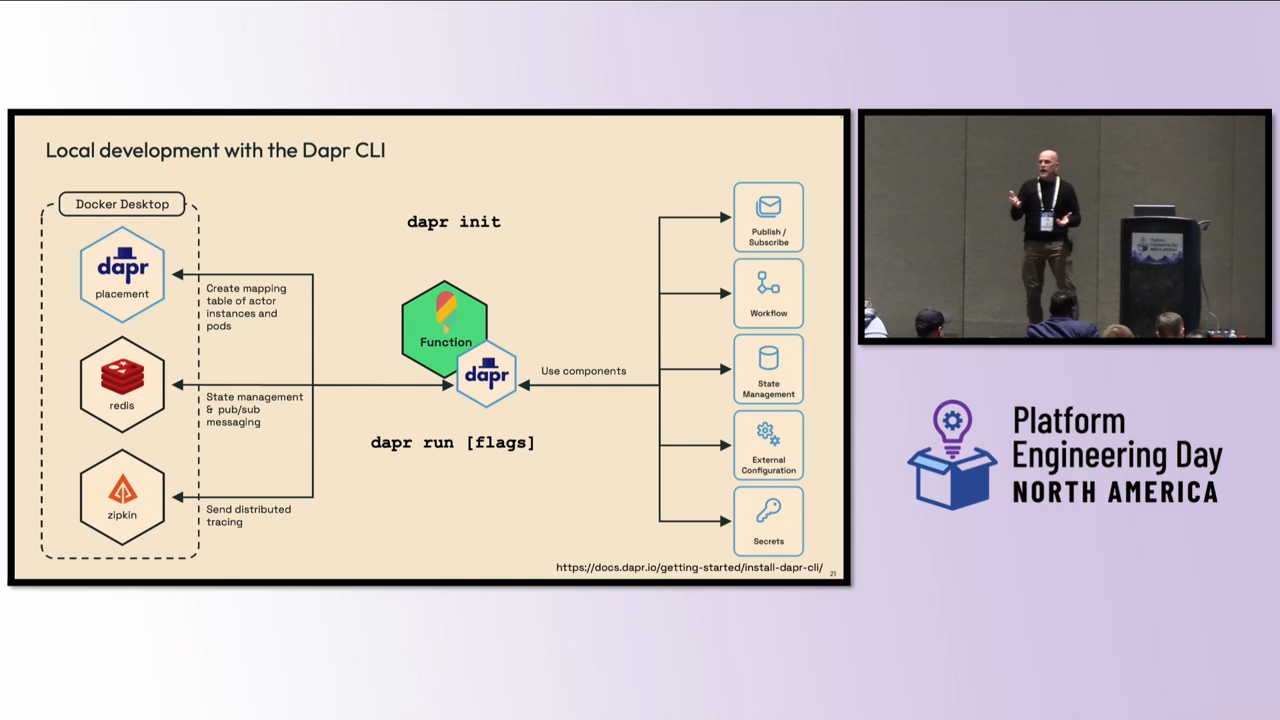 Local development with the Dapr CLI
Docker Desktop
dapr
placement
Create mapping
table of actor
instances and
pods
redis
State management
& pub/sub
messaging
zipkin
Send distributed
tracing
dapr init
Function
dapr
dapr run [flags]
Use components
Publish /
Subscribe
Workflow
State
Management
External
Configuration
Secrets
https://docs.dapr.io/getting-started/install-dapr-cli/
21
Platform
Engineering Day
NORTH AMERICA